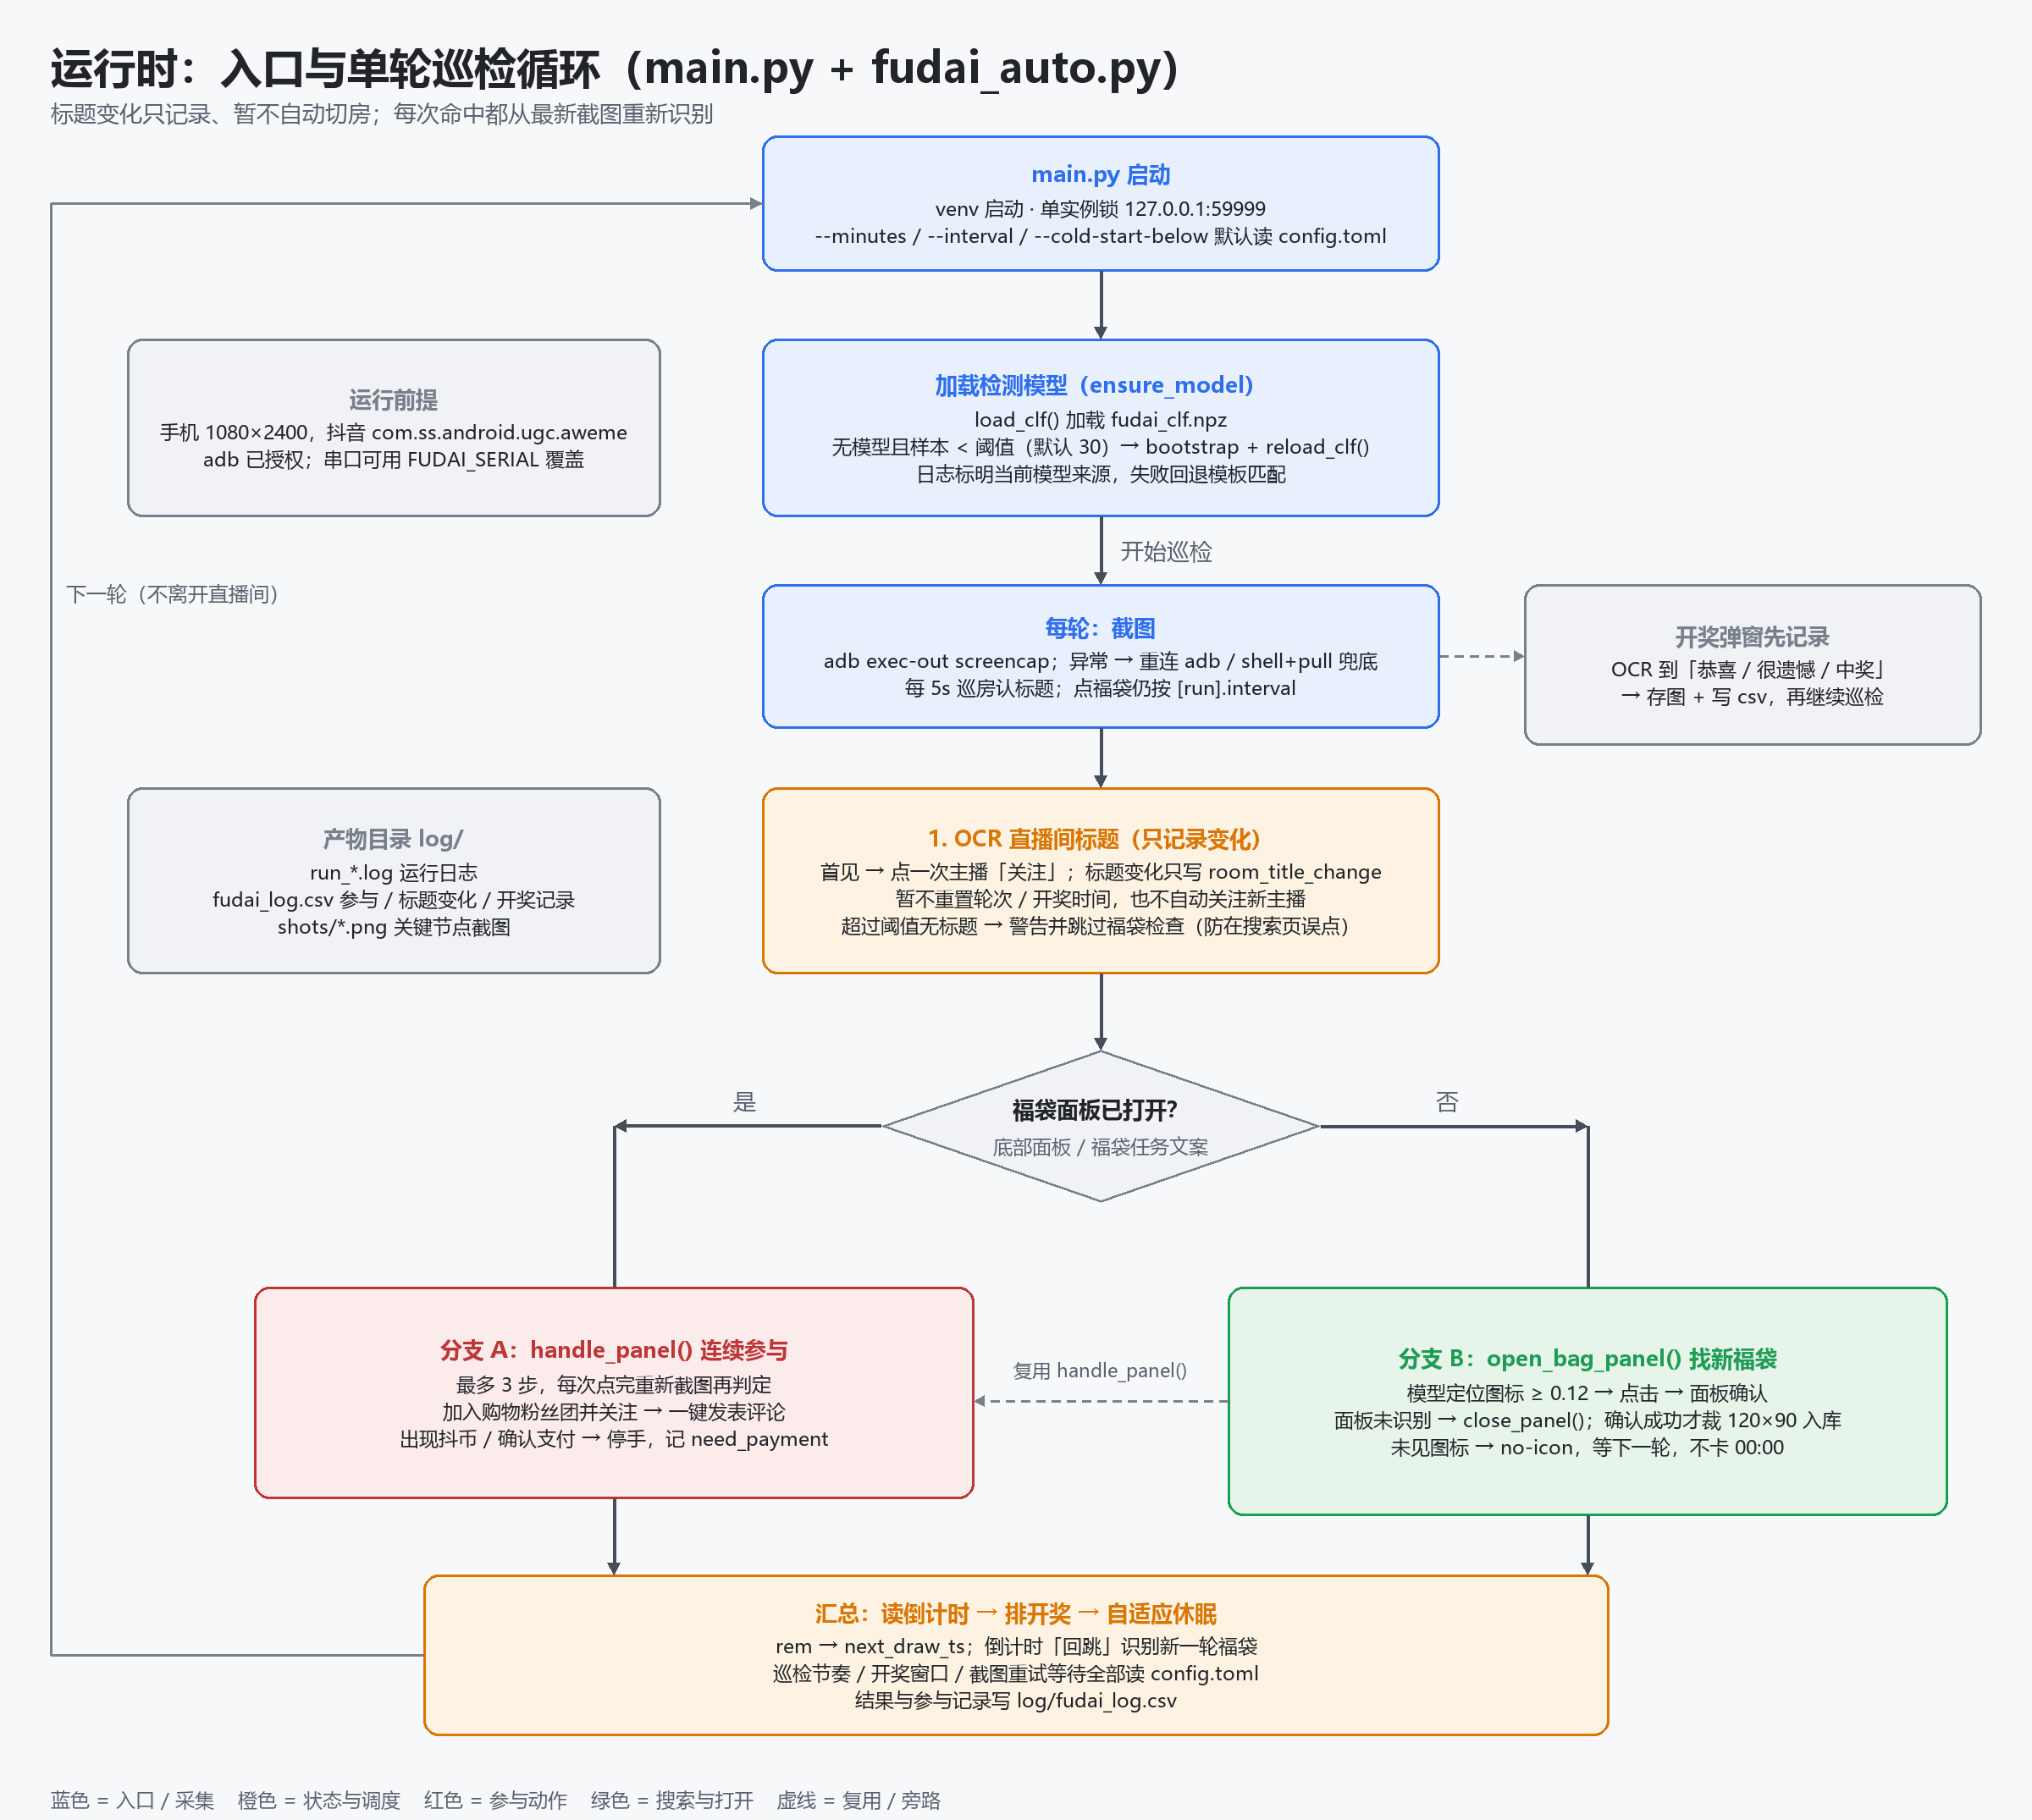 运行时：入口与单轮巡检循环（main.py + fudai_auto.py）
标题变化只记录、暂不自动切房；每次命中都从最新截图重新识别
main.py 启动
venv 启动 · 单实例锁 127.0.0.1:59999
--minutes / --interval / --cold-start-below 默认读 config.toml
运行前提
手机 1080×2400，抖音 com.ss.android.ugc.aweme
adb 已授权；串口可用 FUDAI_SERIAL 覆盖
加载检测模型（ensure_model）
load_clf() 加载 fudai_clf.npz
无模型且样本 < 阈值（默认 30）→ bootstrap + reload_clf()
日志标明当前模型来源，失败回退模板匹配
开始巡检
下一轮（不离开直播间）
每轮：截图
adb exec-out screencap；异常 → 重连 adb / shell+pull 兜底
每 5s 巡房认标题；点福袋仍按 [run].interval
开奖弹窗先记录
OCR 到「恭喜 / 很遗憾 / 中奖」
→ 存图 + 写 csv，再继续巡检
产物目录 log/
run_*.log 运行日志
fudai_log.csv 参与 / 标题变化 / 开奖记录
shots/*.png 关键节点截图
1. OCR 直播间标题（只记录变化）
首见 → 点一次主播「关注」；标题变化只写 room_title_change
暂不重置轮次 / 开奖时间，也不自动关注新主播
超过阈值无标题 → 警告并跳过福袋检查（防在搜索页误点）
是
福袋面板已打开？
底部面板 / 福袋任务文案
否
分支 A：handle_panel() 连续参与
最多 3 步，每次点完重新截图再判定
加入购物粉丝团并关注 → 一键发表评论
出现抖币 / 确认支付 → 停手，记 need_payment
复用 handle_panel()
分支 B：open_bag_panel() 找新福袋
模型定位图标 ≥ 0.12 → 点击 → 面板确认
面板未识别 → close_panel()；确认成功才裁 120×90 入库
未见图标 → no-icon，等下一轮，不卡 00:00
汇总：读倒计时 → 排开奖 → 自适应休眠
rem → next_draw_ts；倒计时「回跳」识别新一轮福袋
巡检节奏 / 开奖窗口 / 截图重试等待全部读 config.toml
结果与参与记录写 log/fudai_log.csv
蓝色 = 入口 / 采集 橙色 = 状态与调度 红色 = 参与动作 绿色 = 搜索与打开 虚线 = 复用 / 旁路